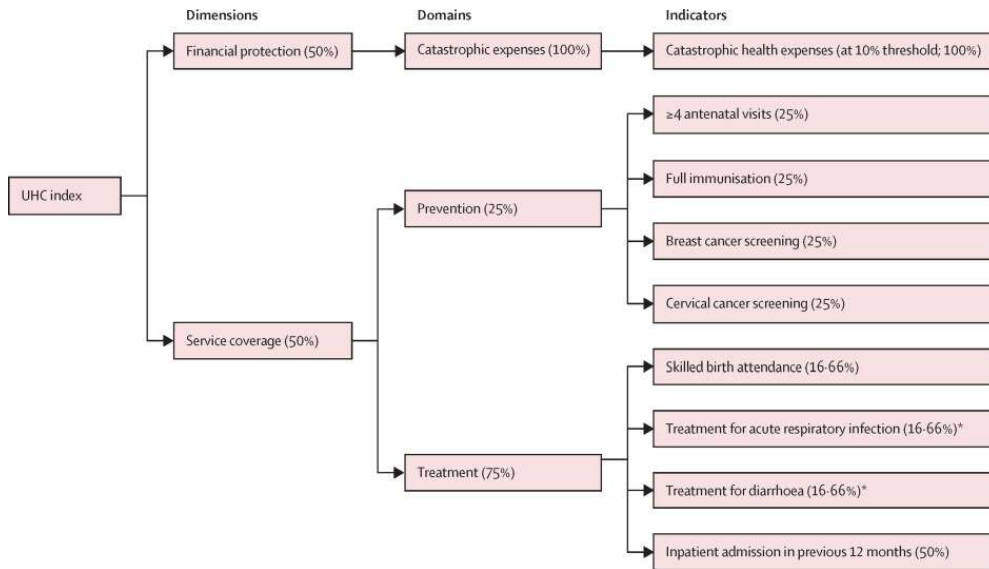 Dimensions
Domains
Indicators
Financial protection (50%)
Catastrophic expenses (100%)
Catastrophic health expenses (at 10% threshold; 100%)
≥4 antenatal visits (25%)
Full immunisation (25%)
UHC index
Prevention (25%)
Breast cancer screening (25%)
Cervical cancer screening (25%)
Service coverage (50%)
Skilled birth attendance (16·66%)
Treatment for acute respiratory infection (16·66%)*
Treatment (75%)
Treatment for diarrhoea (16·66%)*
Inpatient admission in previous 12 months (50%)